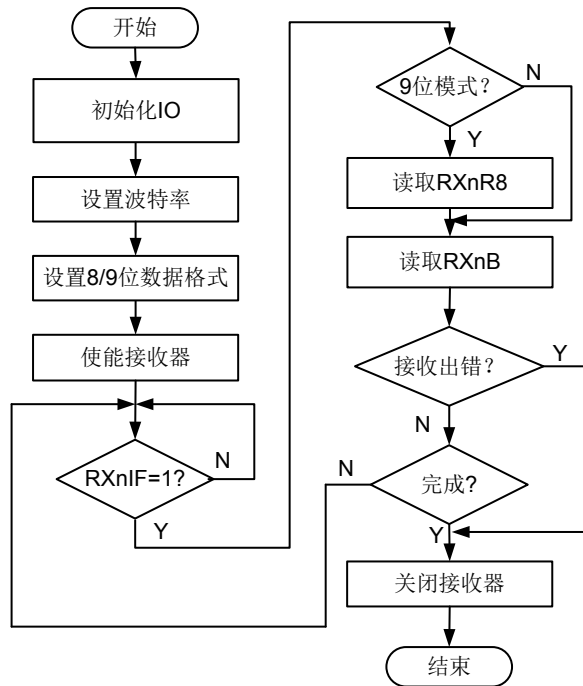 开始
初始化IO
设置波特率
设置8/9位数据格式
使能接收器
RXnIF=1?
N
Y
9位模式?
N
Y
读取RXnR8
读取RXnB
接收出错?
Y
N
完成?
N
Y
关闭接收器
结束